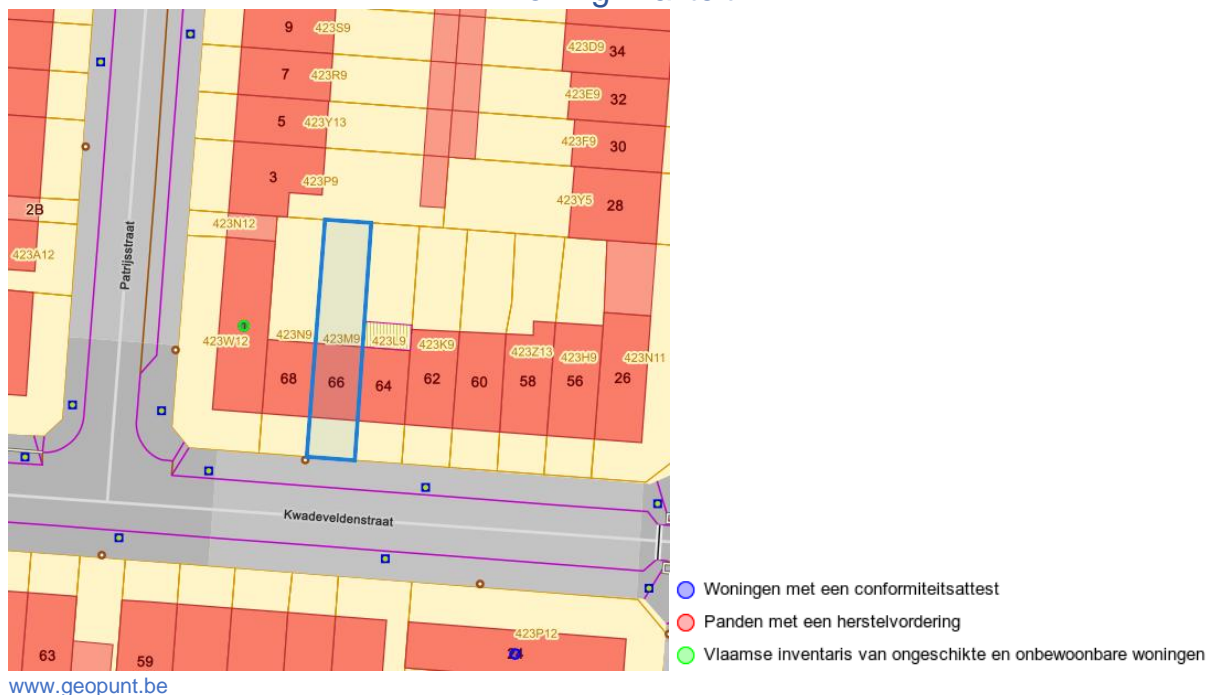 9 423S9
423D9 34
7 423R9
423E9 32
5 423Y13
423F9 30
3 423P9
423Y5 28
2B
423N12
423A12
Patrijsstraat
423W12
423N9
423M9
423L9
423K9
423Z13
423H9
423N11
68
66
64
62
60
58
56
26
Kwadeveldenstraat
423P12
63
59
Woningen met een conformiteitsattest
Panden met een herstelvordering
Vlaamse inventaris van ongeschikte en onbewoonbare woningen
www.geopunt.be